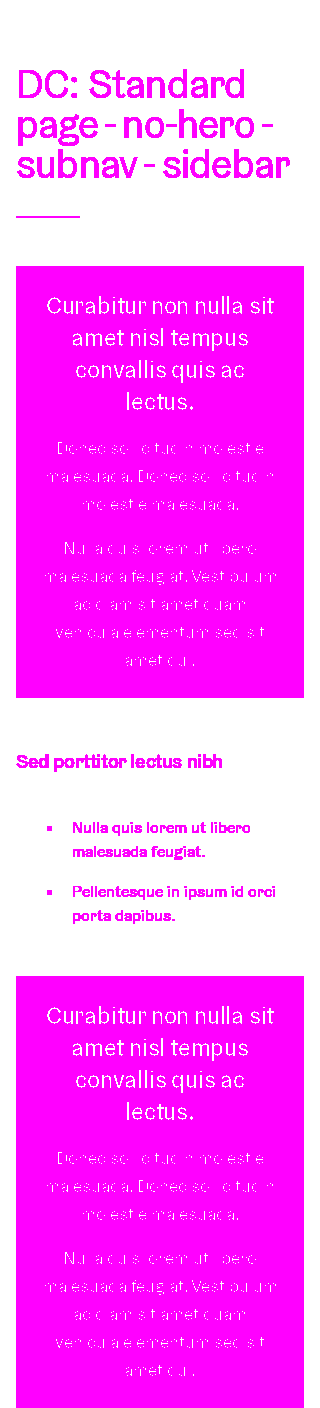 DC: Standard
page - no-hero -
subnav - sidebar
Curabitur non nulla sit
amet nisl tempus
convallis quis ac
lectus.
Donec sollicitudin molestie
malesuada. Donec sollicitudin
molestie malesuada.
Nulla quis lorem ut libero
malesuada feugiat. Vestibulum
ac diam sit amet quam
vehicula elementum sed sit
amet dui.
Sed porttitor lectus nibh
▪ Nulla quis lorem ut libero
malesuada feugiat.
▪ Pellentesque in ipsum id orci
porta dapibus.
Curabitur non nulla sit
amet nisl tempus
convallis quis ac
lectus.
Donec sollicitudin molestie
malesuada. Donec sollicitudin
molestie malesuada.
Nulla quis lorem ut libero
malesuada feugiat. Vestibulum
ac diam sit amet quam
vehicula elementum sed sit
amet dui.